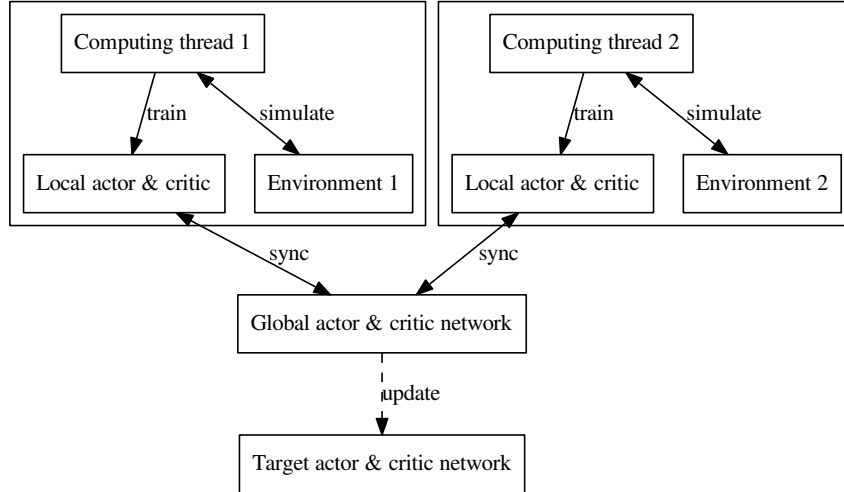 Computing thread 1
Computing thread 2
train
simulate
train
simulate
Local actor & critic
Environment 1
Local actor & critic
Environment 2
sync
sync
Global actor & critic network
update
Target actor & critic network